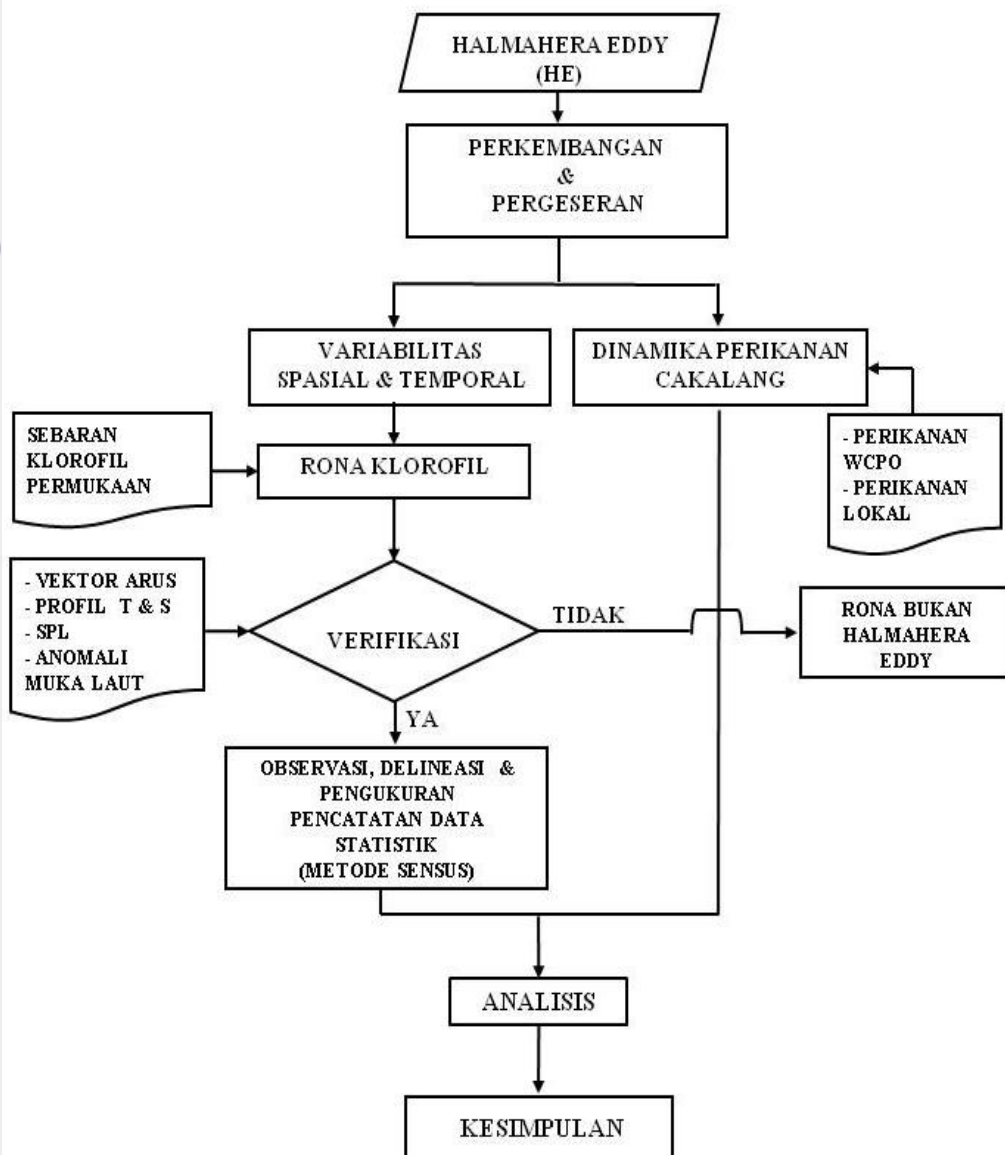 HALMAHERA EDDY
(HE)
PERKEMBANGAN
&
PERGESERAN
VARIABILITAS
SPASIAL & TEMPORAL
DINAMIKA PERIKANAN
CAKALANG
SEBARAN
KLOROFIL
PERMUKAAN
RONA KLOROFIL
- PERIKANAN
WCPO
- PERIKANAN
LOKAL
- VEKTOR ARUS
- PROFIL T & S
- SPL
- ANOMALI
MUKA LAUT
VERIFIKASI
TIDAK
RONA BUKAN
HALMAHERA
EDDY
YA
OBSERVASI, DELINEASI &
PENGUKURAN
PENCATATAN DATA
STATISTIK
(METODE SENSUS)
ANALISIS
KESIMPULAN